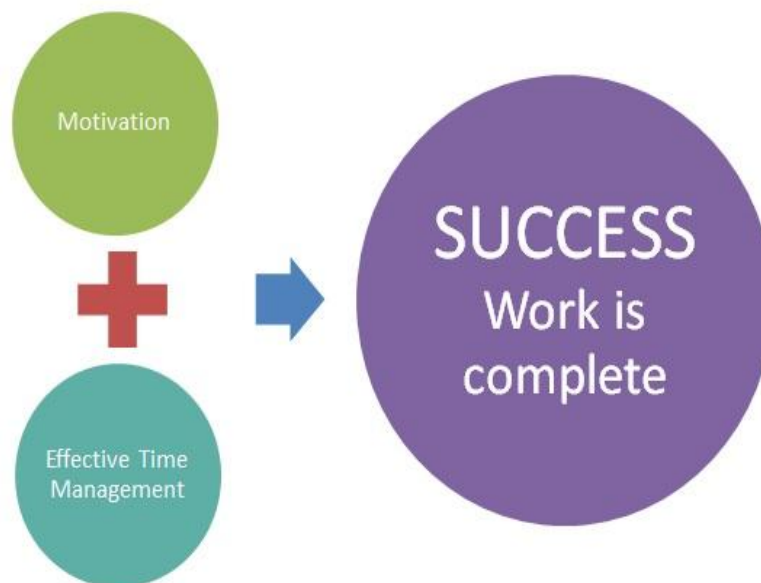 Motivation
Effective Time
Management
SUCCESS
Work is
complete